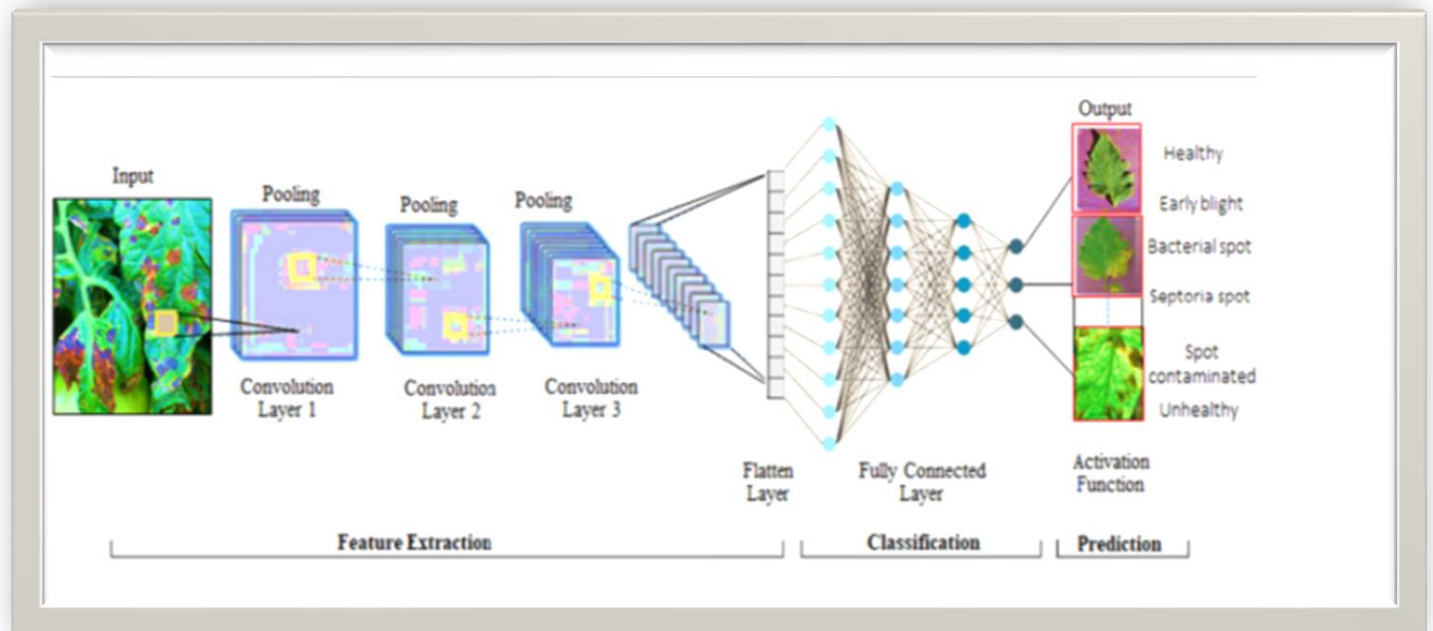 Input
Pooling
Pooling
Pooling
Convolution
Layer 1
Convolution
Layer 2
Convolution
Layer 3
Flatten
Layer
Fully Connected
Layer
Output
Healthy
Early blight
Bacterial spot
Septoria spot
Spot
contaminated
Unhealthy
Activation
Function
Feature Extraction
Classification
Prediction